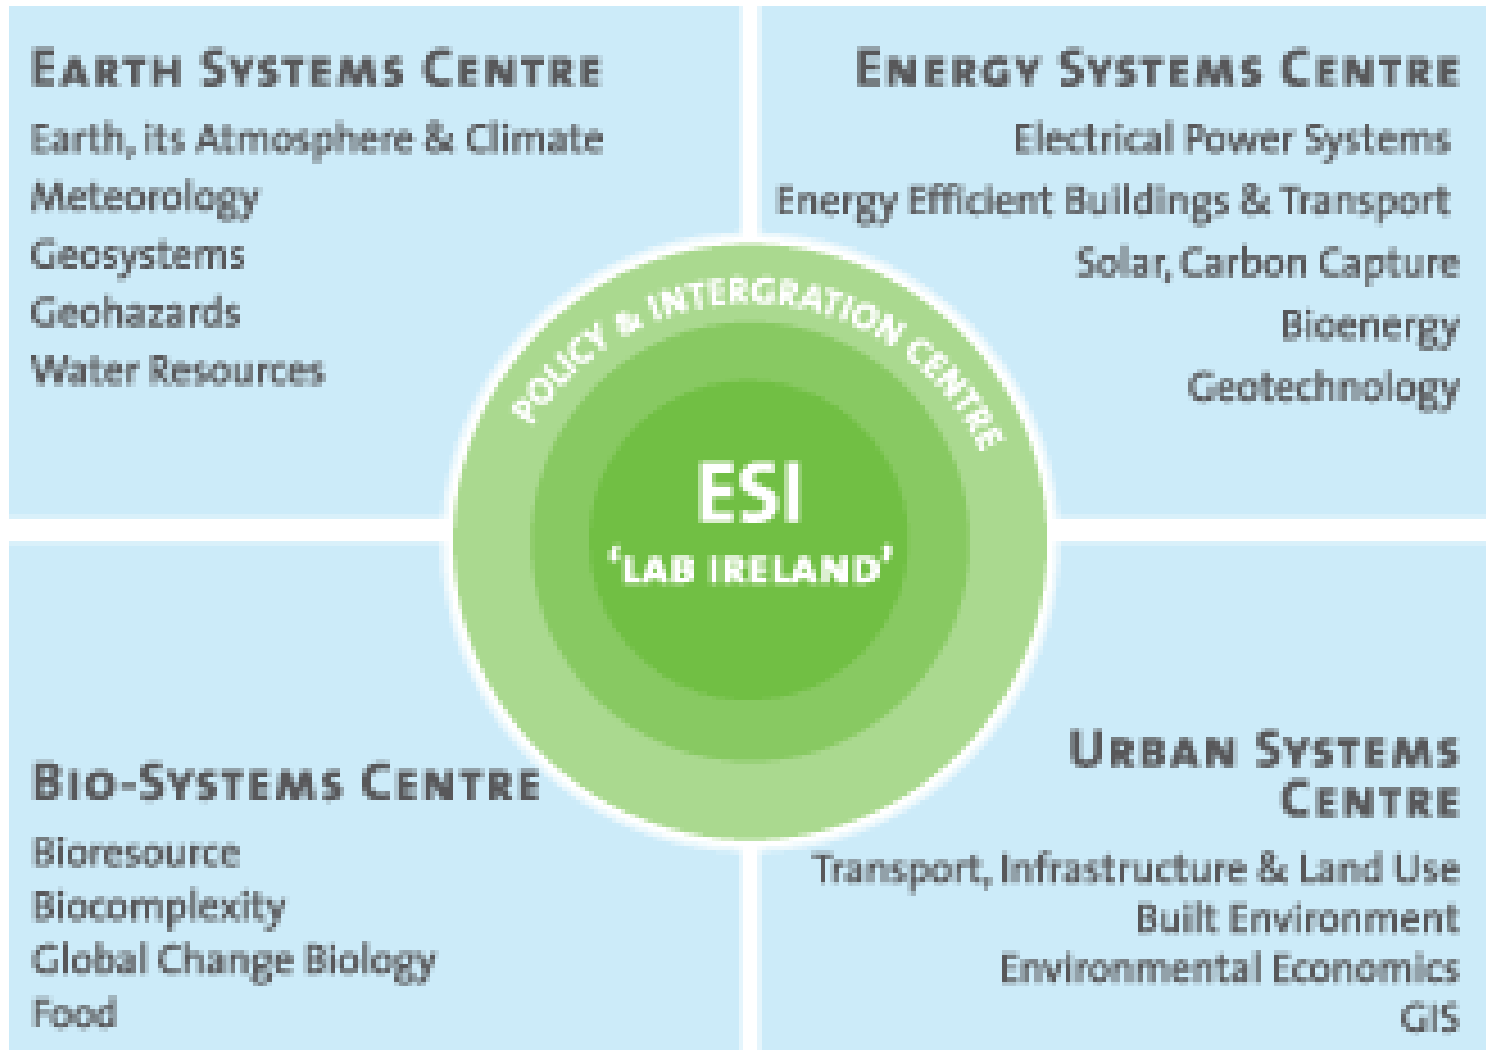 EARTH SYSTEMS CENTRE
Earth, its Atmosphere & Climate
Meteorology
Geosystems
Geohazards
Water Resources
ENERGY SYSTEMS CENTRE
Electrical Power Systems
Energy Efficient Buildings & Transport
Solar, Carbon Capture
Bioenergy
Geotechnology
POLICY & INTERGRATION CENTRE
ESI
‘LAB IRELAND’
BIO-SYSTEMS CENTRE
Bioresource
Biocomplexity
Global Change Biology
Food
URBAN SYSTEMS
CENTRE
Transport, Infrastructure & Land Use
Built Environment
Environmental Economics
GIS